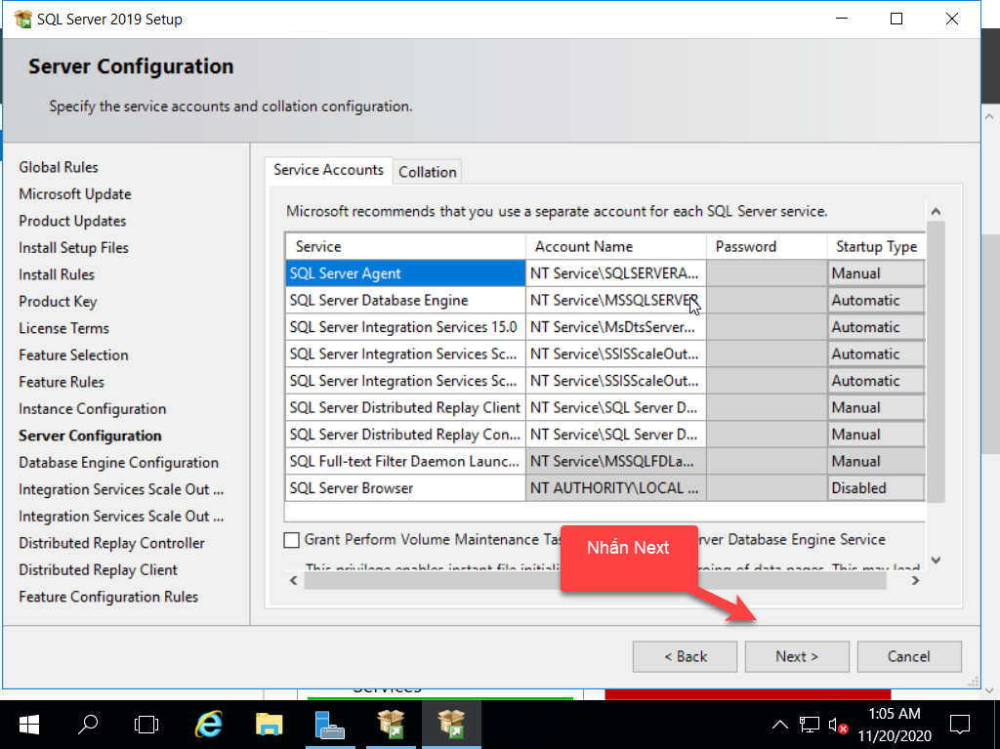 SQL Server 2019 Setup
Server Configuration
Specify the service accounts and collation configuration.
Global Rules
Microsoft Update
Product Updates
Install Setup Files
Install Rules
Product Key
License Terms
Feature Selection
Feature Rules
Instance Configuration
Server Configuration
Database Engine Configuration
Integration Services Scale Out ...
Integration Services Scale Out ...
Distributed Replay Controller
Distributed Replay Client
Feature Configuration Rules
Service Accounts Collation
Microsoft recommends that you use a separate account for each SQL Server service.
Service Account Name Password Startup Type
SQL Server Agent NT Service\SQLSERVERA... Manual
SQL Server Database Engine NT Service\MSSQLSERVER Automatic
SQL Server Integration Services 15.0 NT Service\MsDtsServer... Automatic
SQL Server Integration Services Sc... NT Service\SSISScaleOut... Automatic
SQL Server Integration Services Sc... NT Service\SSISScaleOut... Automatic
SQL Server Distributed Replay Client NT Service\SQL Server D... Manual
SQL Server Distributed Replay Con... NT Service\SQL Server D... Manual
SQL Full-text Filter Daemon Launc... NT Service\MSSQLFDLa... Manual
SQL Server Browser NT AUTHORITY\LOCAL ... Disabled
Grant Perform Volume Maintenance Database Engine Service
This privilege enables instant file of data pages. This may lead
Nhấn Next
< Back Next > Cancel
Services
1:05 AM
11/20/2020